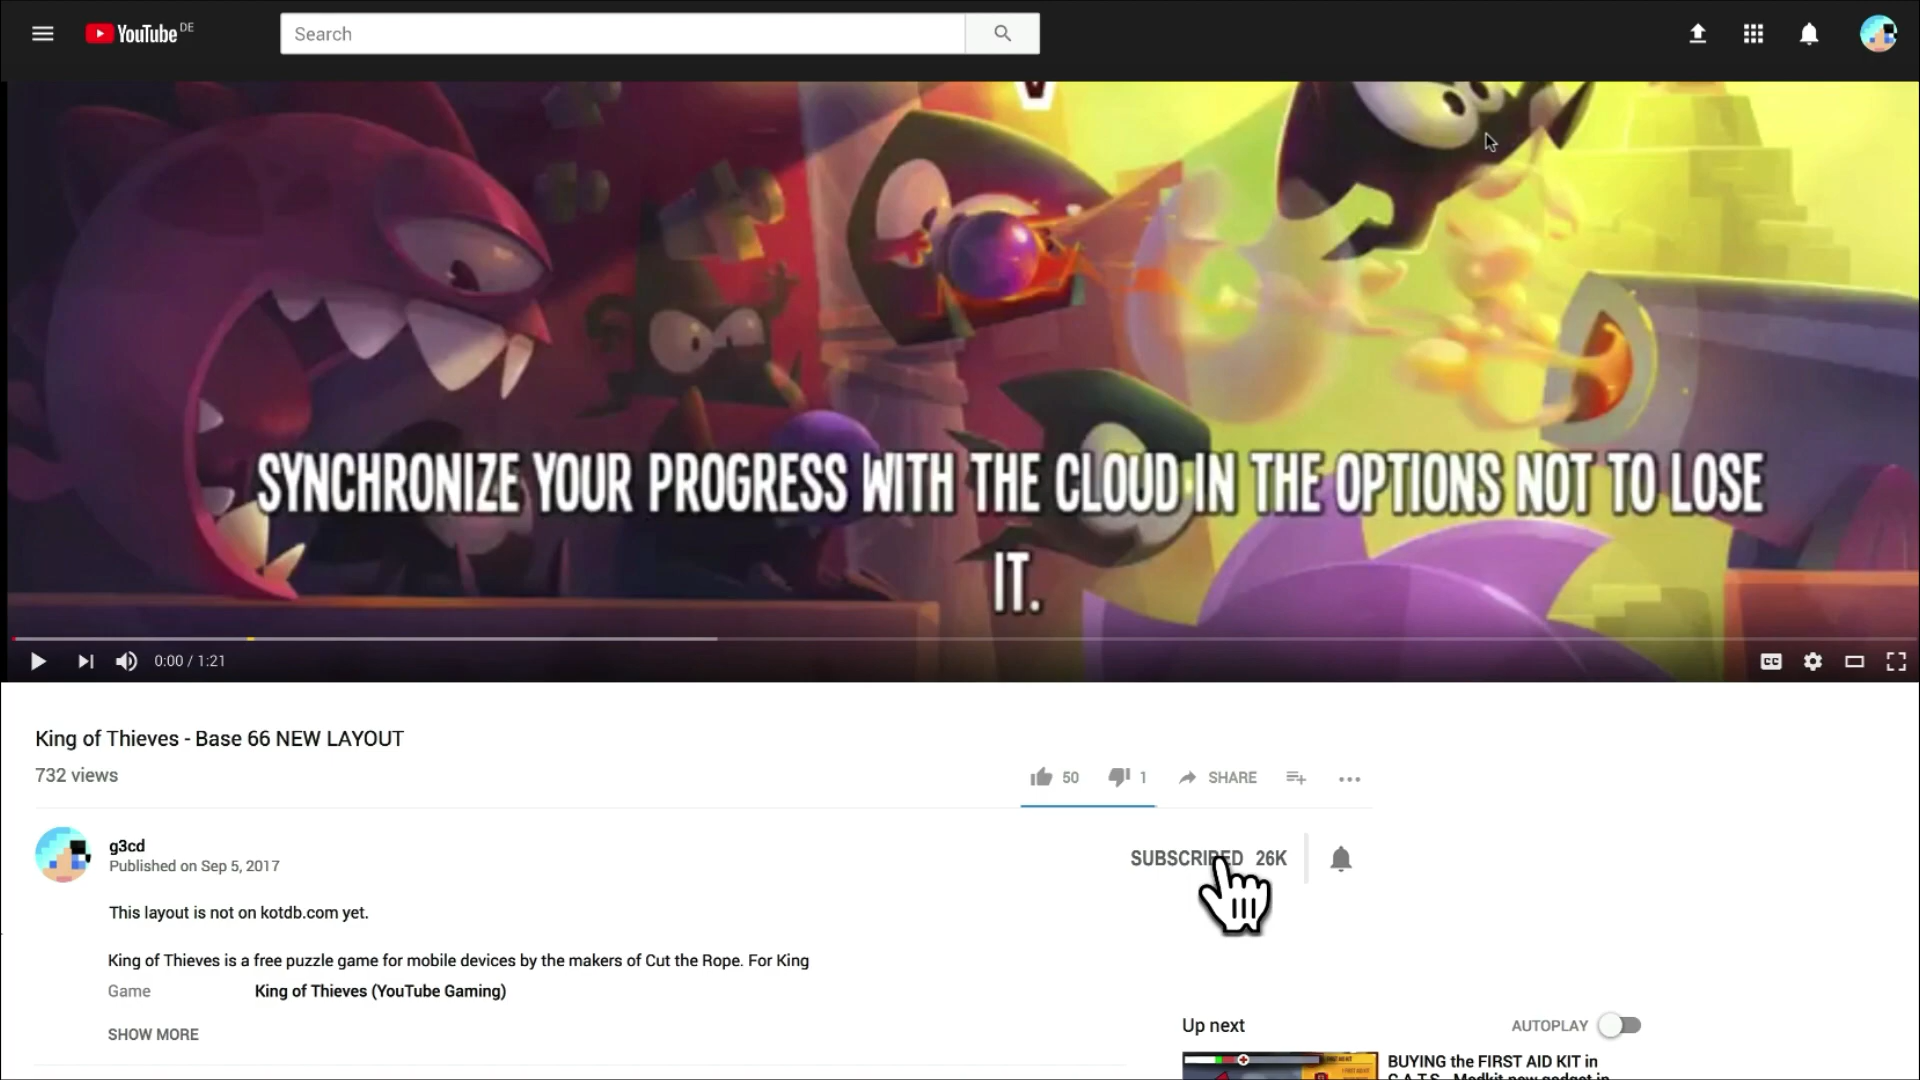 YouTube DE
Search
SYNCHRONIZE YOUR PROGRESS WITH THE CLOUD IN THE OPTIONS NOT TO LOSE
IT.
0:00 / 1:21
CC
King of Thieves - Base 66 NEW LAYOUT
732 views
50
1
SHARE
g3cd
Published on Sep 5, 2017
SUBSCRIBED 26K
This layout is not on kotdb.com yet.
King of Thieves is a free puzzle game for mobile devices by the makers of Cut the Rope. For King
Game King of Thieves (YouTube Gaming)
SHOW MORE
Up next
AUTOPLAY
BUYING the FIRST AID KIT in